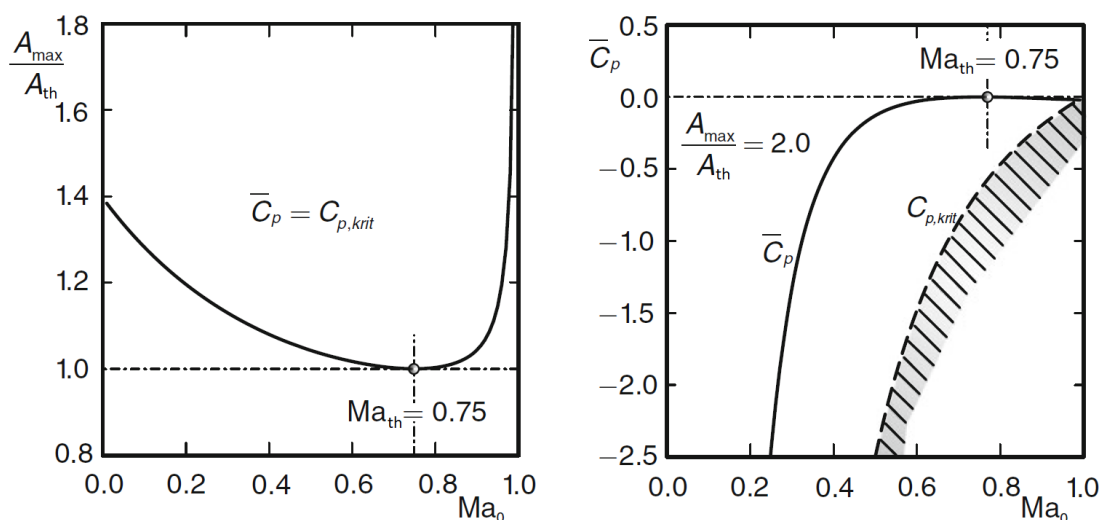 A_max / A_th
1.8
1.6
1.4
1.2
1.0
0.8
C̅_p = C_p,krit
Ma_th = 0.75
0.0 0.2 0.4 0.6 0.8 1.0
Ma_0
C̅_p
0.5
0.0
−0.5
−1.0
−1.5
−2.0
−2.5
Ma_th = 0.75
A_max / A_th = 2.0
C_p,krit
C̅_p
0.0 0.2 0.4 0.6 0.8 1.0
Ma_0